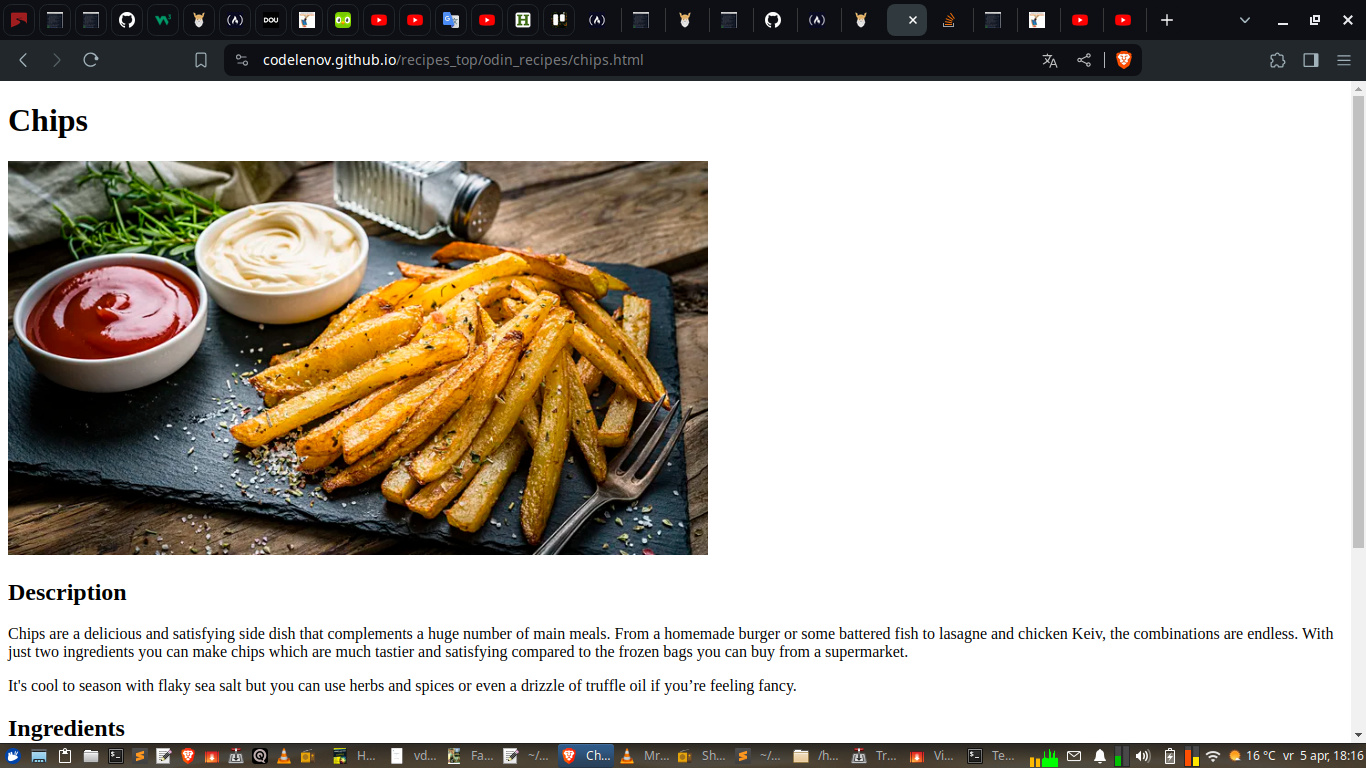 DOU
codelenov.github.io/recipes_top/odin_recipes/chips.html
Chips
Description
Chips are a delicious and satisfying side dish that complements a huge number of main meals. From a homemade burger or some battered fish to lasagne and chicken Keiv, the combinations are endless. With
just two ingredients you can make chips which are much tastier and satisfying compared to the frozen bags you can buy from a supermarket.
It's cool to season with flaky sea salt but you can use herbs and spices or even a drizzle of truffle oil if you’re feeling fancy.
Ingredients
H... vd... Fa... ~/... Ch... Mr... Sh... ~/... /h... Tr... Vi... Te... 16 °C vr 5 apr, 18:16